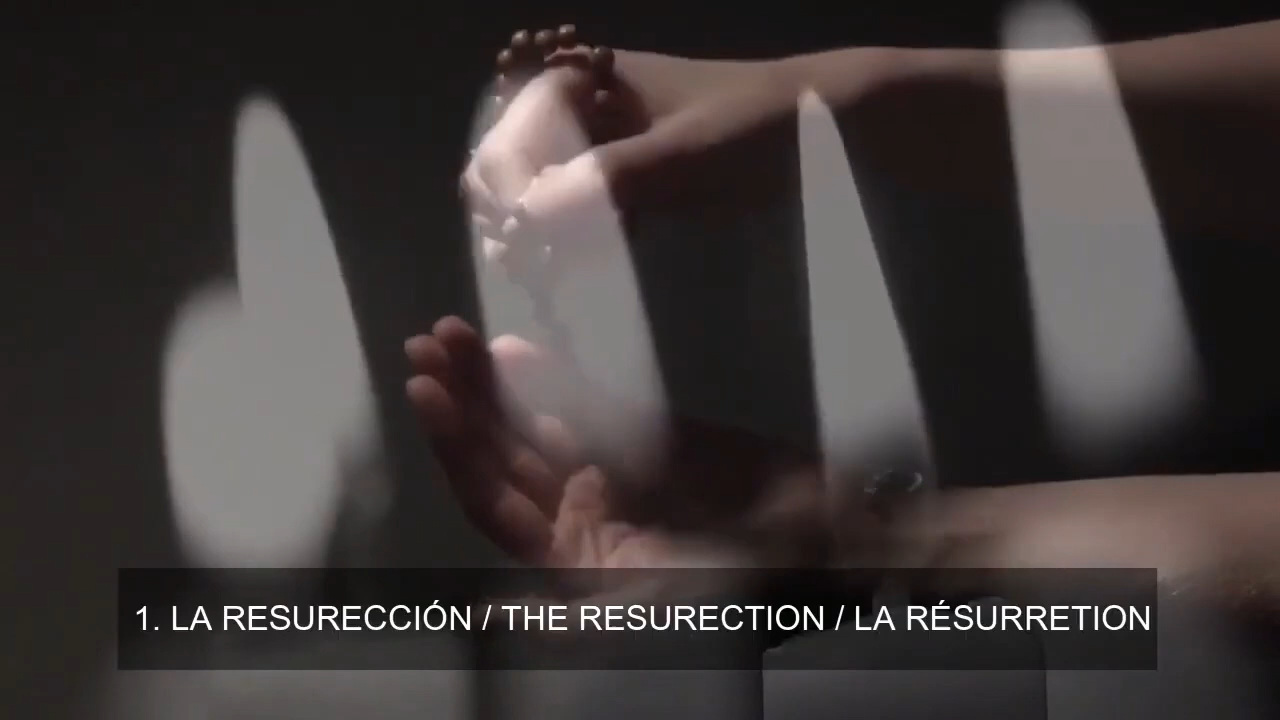 1. LA RESURECCIÓN / THE RESURECTION / LA RÉSURRETION